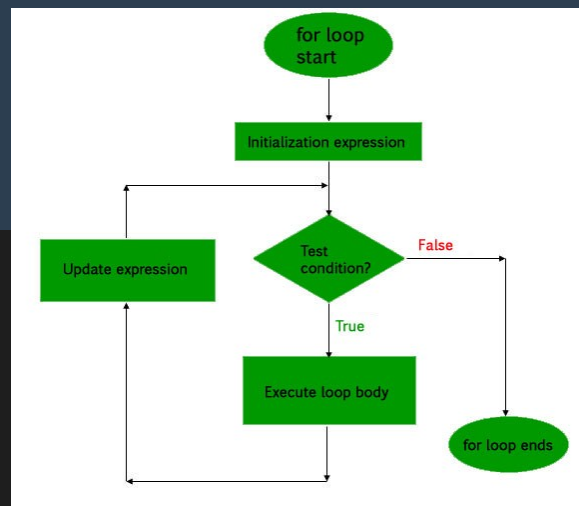 for loop
start
Initialization expression
Test
condition?
False
Update expression
True
Execute loop body
for loop ends